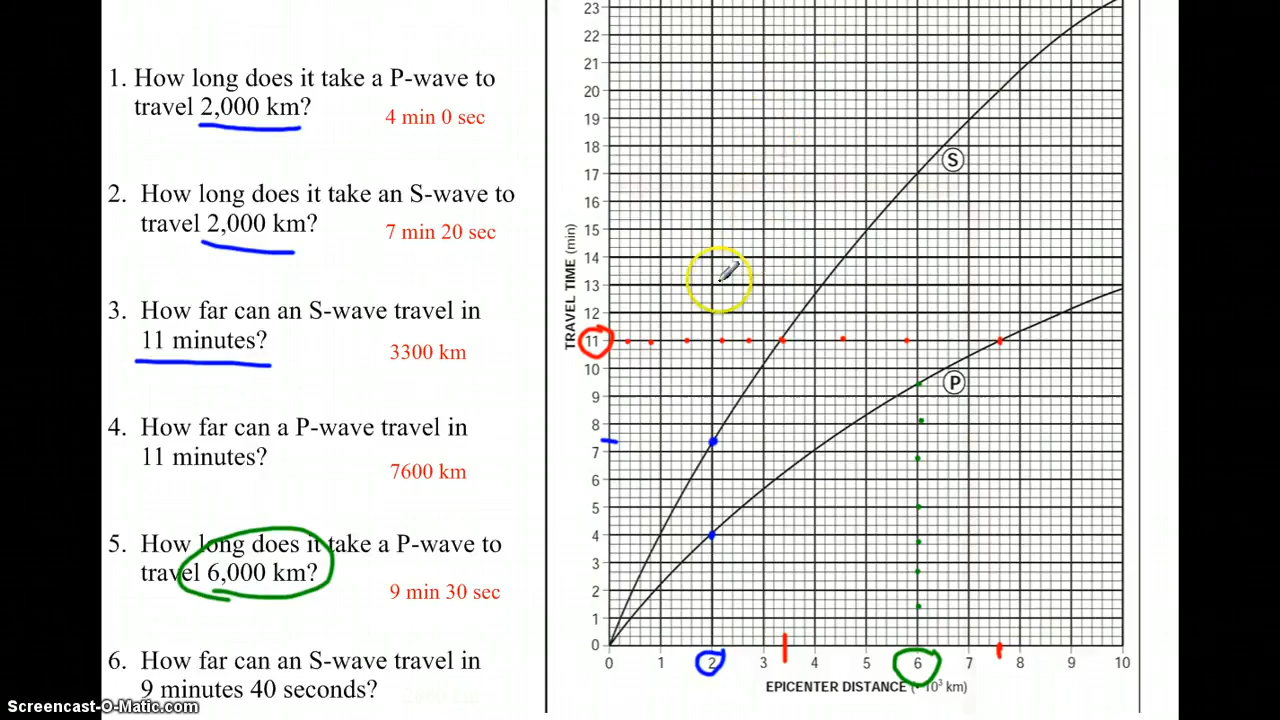 1. How long does it take a P-wave to
travel 2,000 km?
4 min 0 sec
2. How long does it take an S-wave to
travel 2,000 km?
7 min 20 sec
3. How far can an S-wave travel in
11 minutes?
3300 km
4. How far can a P-wave travel in
11 minutes?
7600 km
5. How long does it take a P-wave to
travel 6,000 km?
9 min 30 sec
6. How far can an S-wave travel in
9 minutes 40 seconds?
23
22
21
20
19
18
17
16
15
14
13
12
11
10
9
8
7
6
5
4
3
2
1
0
TRAVEL TIME (min)
S
P
0 1 2 3 4 5 6 7 8 9 10
EPICENTER DISTANCE ( 10³ km)
Screencast-O-Matic.com